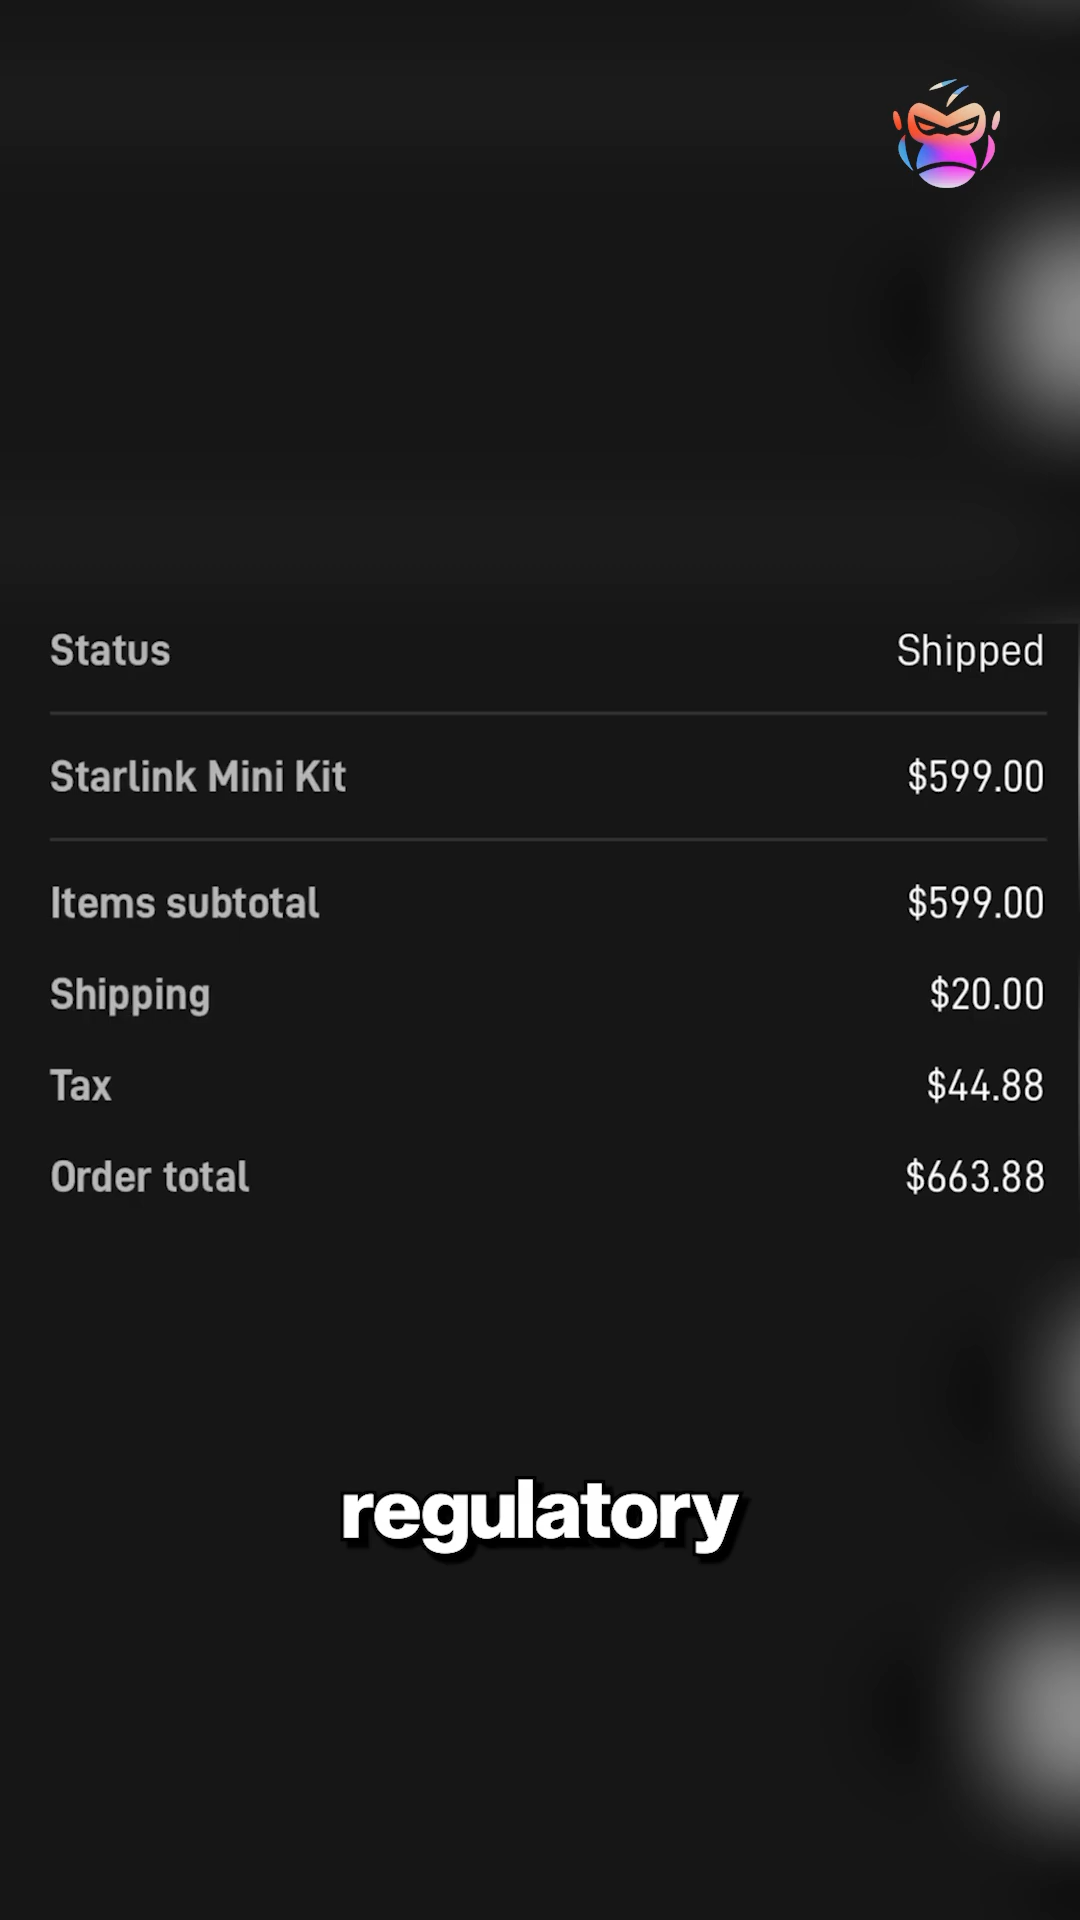 Status Shipped
Starlink Mini Kit $599.00
Items subtotal $599.00
Shipping $20.00
Tax $44.88
Order total $663.88
regulatory